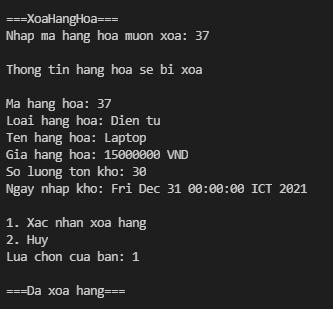 ===XoaHangHoa===
Nhap ma hang hoa muon xoa: 37
Thong tin hang hoa se bi xoa
Ma hang hoa: 37
Loai hang hoa: Dien tu
Ten hang hoa: Laptop
Gia hang hoa: 15000000 VND
So luong ton kho: 30
Ngay nhap kho: Fri Dec 31 00:00:00 ICT 2021
1. Xac nhan xoa hang
2. Huy
Lua chon cua ban: 1
===Da xoa hang===